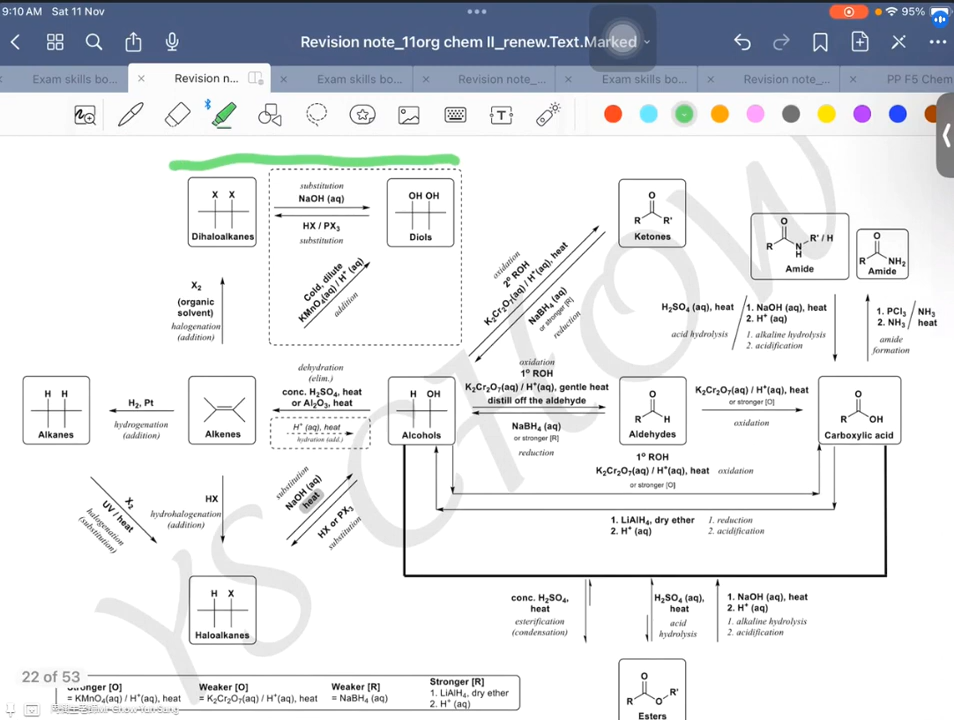 9:10 AM Sat 11 Nov
95%
Revision note_11org chem II_renew.Text.Marked
Exam skills bo...
Revision n...
Exam skills bo...
Revision note_...
Exam skills bo...
Revision note_...
PP F5 Chem
YS CHOW
X X
Dihaloalkanes
substitution
NaOH (aq)
HX / PX3
substitution
OH OH
Diols
Cold, dilute
KMnO4(aq) / H+(aq)
addition
X2
(organic
solvent)
halogenation
(addition)
oxidation
2º ROH
K2Cr2O7(aq) / H+(aq), heat
NaBH4 (aq)
or stronger [R]
reduction
O
R R'
Ketones
O
R N R'/ H
H
Amide
O
R NH2
Amide
H2SO4 (aq), heat
acid hydrolysis
1. NaOH (aq), heat
2. H+ (aq)
1. alkaline hydrolysis
2. acidification
1. PCl3
2. NH3
NH3
heat
amide
formation
H H
Alkanes
H2, Pt
hydrogenation
(addition)
Alkenes
dehydration
(elim.)
conc. H2SO4, heat
or Al2O3, heat
H+ (aq), heat
hydration (add.)
H OH
Alcohols
oxidation
1º ROH
K2Cr2O7(aq) / H+(aq), gentle heat
distill off the aldehyde
NaBH4 (aq)
or stronger [R]
reduction
O
R H
Aldehydes
K2Cr2O7(aq) / H+(aq), heat
or stronger [O]
oxidation
O
R OH
Carboxylic acid
1º ROH
K2Cr2O7(aq) / H+(aq), heat oxidation
or stronger [O]
1. LiAlH4, dry ether 1. reduction
2. H+ (aq) 2. acidification
X2
UV / heat
halogenation
(substitution)
HX
hydrohalogenation
(addition)
substitution
NaOH (aq)
heat
HX or PX3
substitution
H X
Haloalkanes
conc. H2SO4,
heat
esterification
(condensation)
H2SO4 (aq),
heat
acid
hydrolysis
1. NaOH (aq), heat
2. H+ (aq)
1. alkaline hydrolysis
2. acidification
O
R O R'
Esters
22 of 53
Stronger [O]
= KMnO4(aq) / H+(aq), heat
Weaker [O]
= K2Cr2O7(aq) / H+(aq), heat
Weaker [R]
= NaBH4 (aq)
Stronger [R]
1. LiAlH4, dry ether
2. H+ (aq)